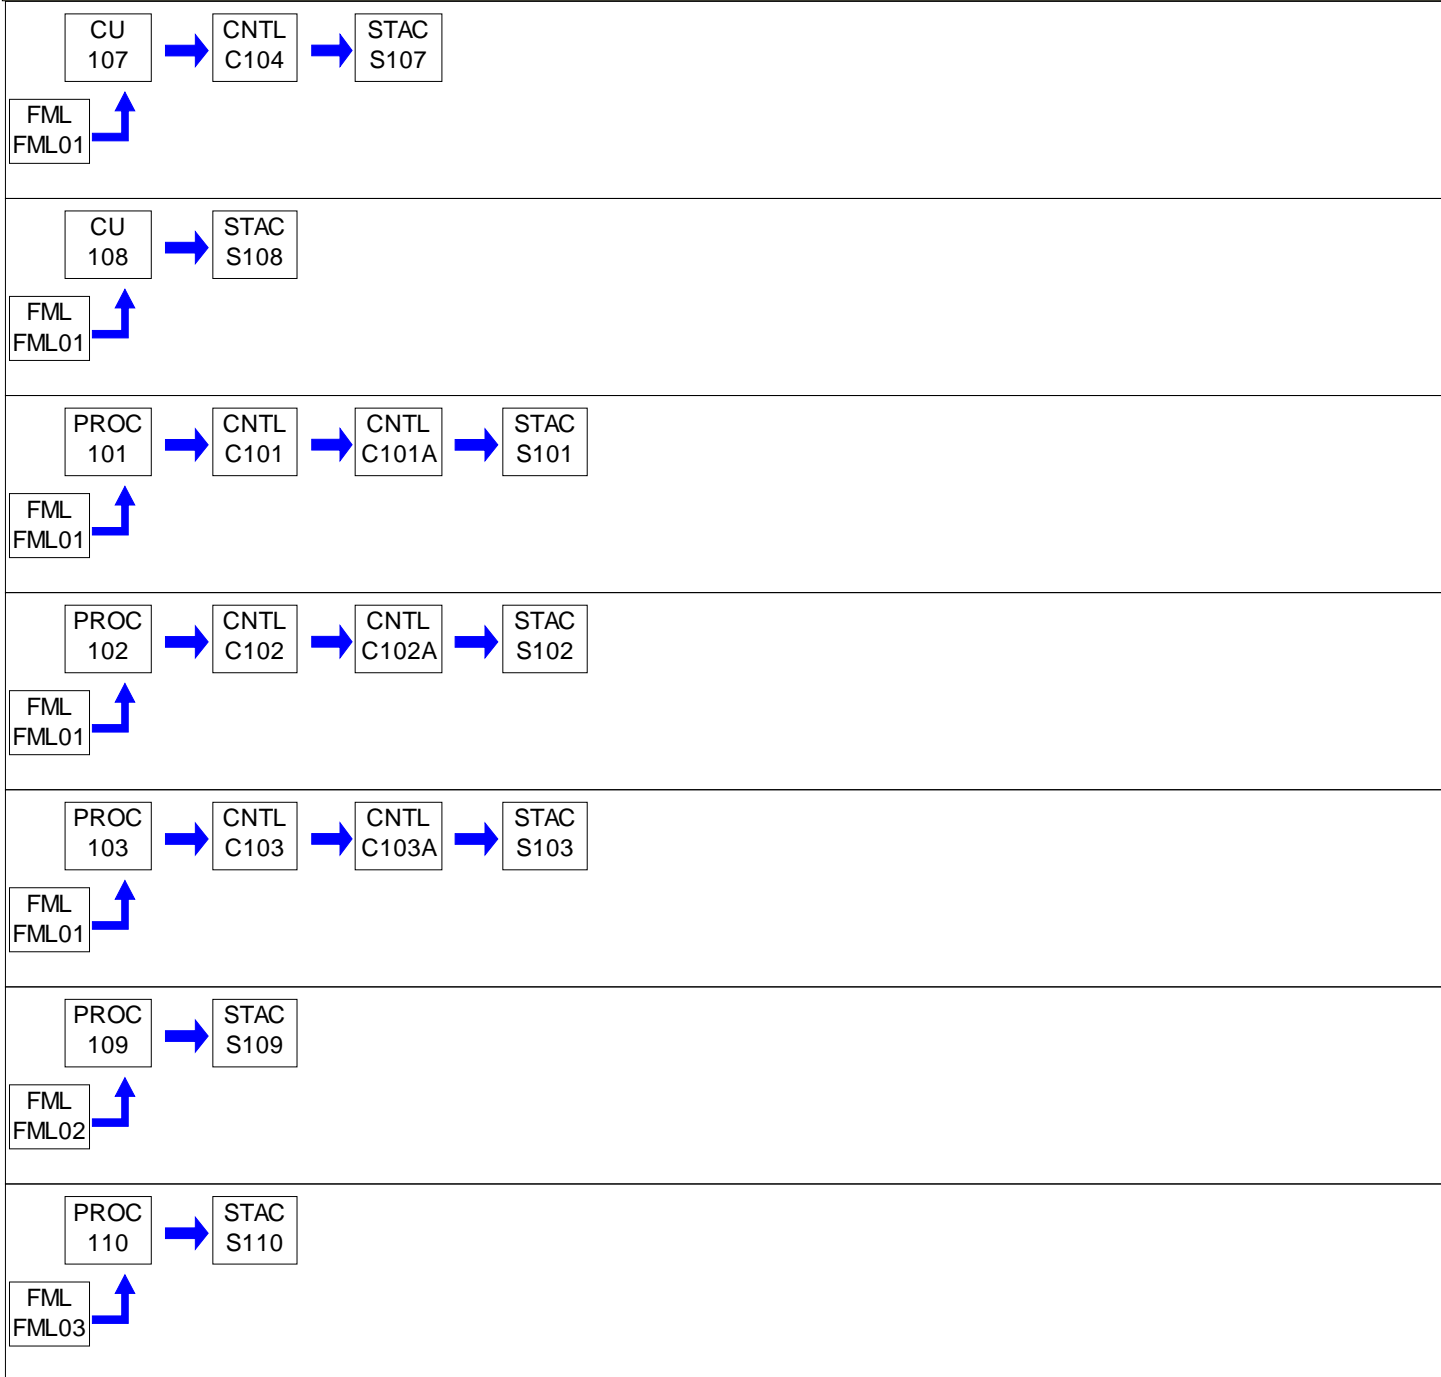 CU
107
CNTL
C104
STAC
S107
FML
FML01
CU
108
STAC
S108
FML
FML01
PROC
101
CNTL
C101
CNTL
C101A
STAC
S101
FML
FML01
PROC
102
CNTL
C102
CNTL
C102A
STAC
S102
FML
FML01
PROC
103
CNTL
C103
CNTL
C103A
STAC
S103
FML
FML01
PROC
109
STAC
S109
FML
FML02
PROC
110
STAC
S110
FML
FML03